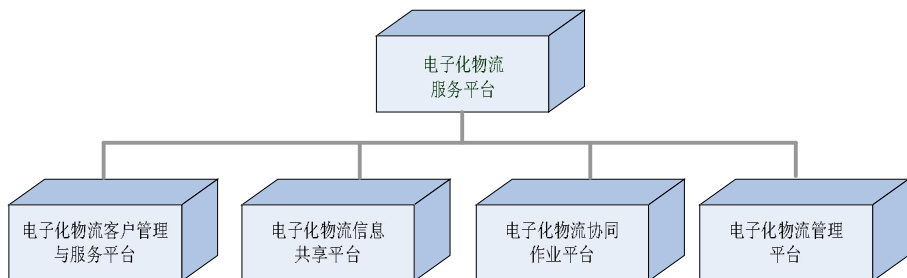 电子化物流
服务平台
电子化物流客户管理
与服务平台
电子化物流信息
共享平台
电子化物流协同
作业平台
电子化物流管理
平台